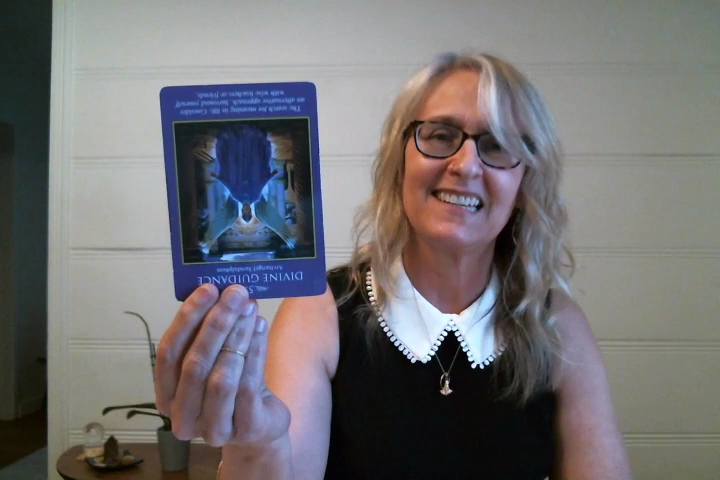 DIVINE GUIDANCE
Archangel Sandalphon
The search for meaning in life. Consider
an alternative approach. Surround yourself
with wise teachers or friends.